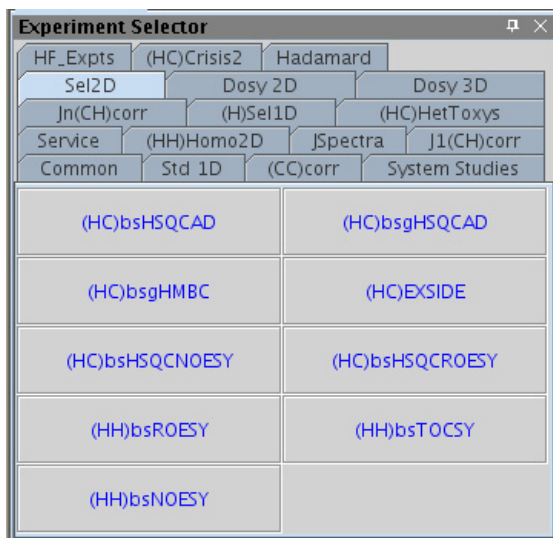 Experiment Selector
HF_Expts (HC)Crisis2 Hadamard
Sel2D Dosy 2D Dosy 3D
Jn(CH)corr (H)Sel1D (HC)HetToxys
Service (HH)Homo2D JSpectra J1(CH)corr
Common Std 1D (CC)corr System Studies
(HC)bsHSQCAD (HC)bsgHSQCAD
(HC)bsgHMBC (HC)EXSIDE
(HC)bsHSQCNOESY (HC)bsHSQCROESY
(HH)bsROESY (HH)bsTOCSY
(HH)bsNOESY